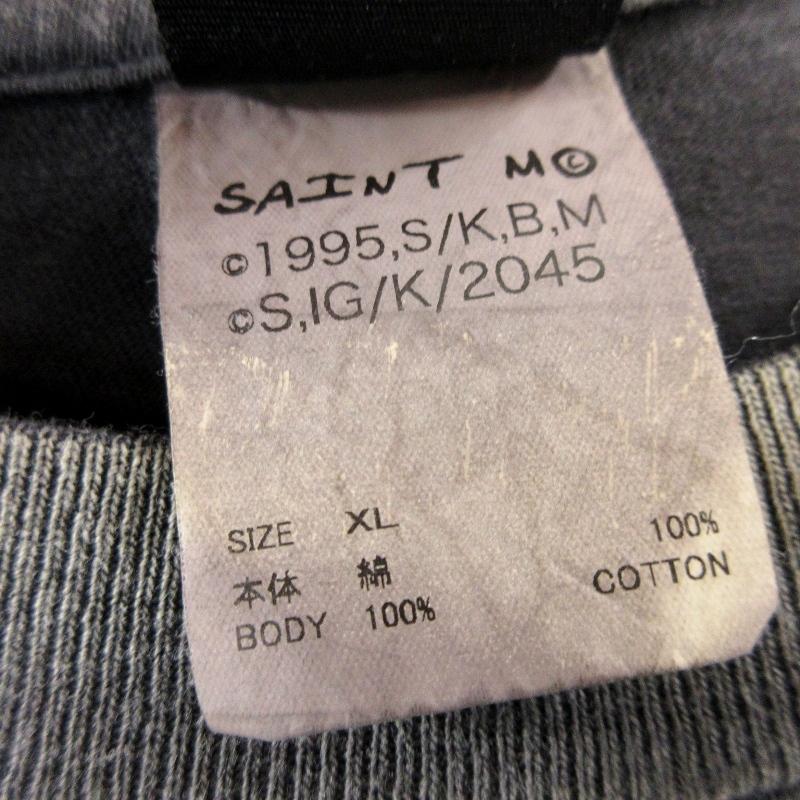 SAINT M©
©1995,S/K,B,M
©S,IG/K/2045
SIZE XL
本体 綿
BODY 100%
100%
COTTON